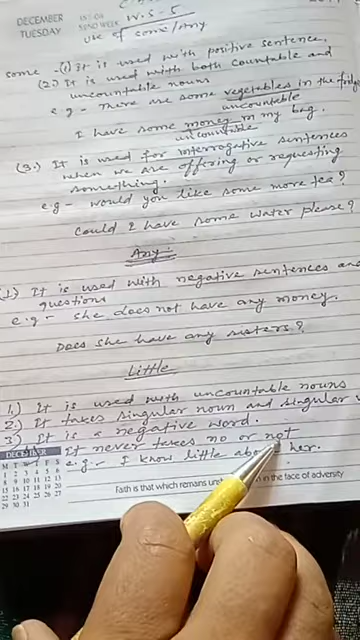 DECEMBER
TUESDAY
W.S-5
Use of some/any
some - (1) It is used with positive sentence.
(2) It is used with both countable and
uncountable nouns
e.g - There are some vegetables in the fridge
uncountable
I have some money in my bag.
uncountable
(3.) It is used for interrogative sentences
when we are offering or requesting
something.
e.g - would you like some more tea?
Could I have some water please?
Any:
(1) It is used with negative sentences and
questions
e.g - she does not have any money.
Does she have any sisters?
Little
1.) It is used with uncountable nouns
2.) It takes singular noun and singular
3) It is a negative word.
It never takes no or not
e.g - I know little about her.
DECEMBER
M T W T F S
Faith is that which remains in the face of adversity
29 30 31